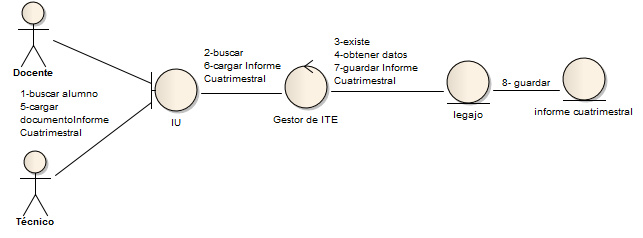 Docente
1-buscar alumno
5-cargar
documentoInforme
Cuatrimestral
Técnico
IU
2-buscar
6-cargar Informe
Cuatrimestral
Gestor de ITE
3-existe
4-obtener datos
7-guardar Informe
Cuatrimestral
legajo
8- guardar
informe cuatrimestral